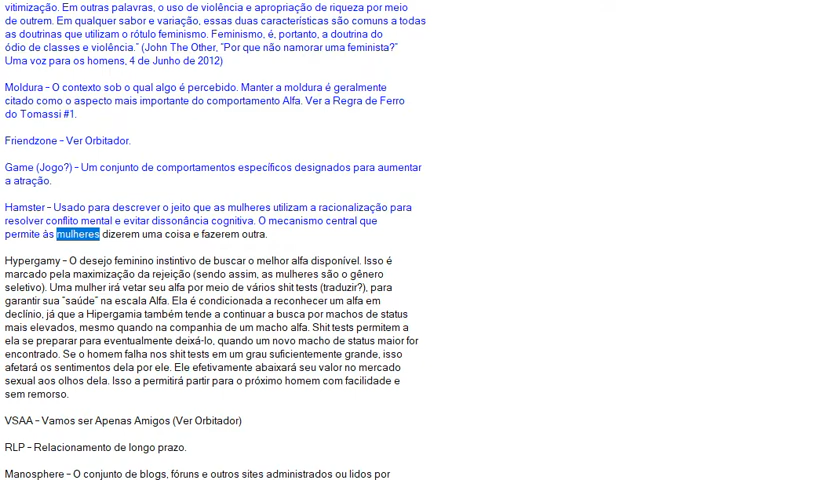 vitimização. Em outras palavras, o uso de violência e apropriação de riqueza por meio
de outrem. Em qualquer sabor e variação, essas duas características são comuns a todas
as doutrinas que utilizam o rótulo feminismo. Feminismo, é, portanto, a doutrina do
ódio de classes e violência." (John The Other, "Por que não namorar uma feminista?"
Uma voz para os homens, 4 de Junho de 2012)
Moldura – O contexto sob o qual algo é percebido. Manter a moldura é geralmente
citado como o aspecto mais importante do comportamento Alfa. Ver a Regra de Ferro
do Tomassi #1.
Friendzone – Ver Orbitador.
Game (Jogo?) – Um conjunto de comportamentos específicos designados para aumentar
a atração.
Hamster – Usado para descrever o jeito que as mulheres utilizam a racionalização para
resolver conflito mental e evitar dissonância cognitiva. O mecanismo central que
permite às mulheres dizerem uma coisa e fazerem outra.
Hypergamy – O desejo feminino instintivo de buscar o melhor alfa disponível. Isso é
marcado pela maximização da rejeição (sendo assim, as mulheres são o gênero
seletivo). Uma mulher irá vetar seu alfa por meio de vários shit tests (traduzir?), para
garantir sua "saúde" na escala Alfa. Ela é condicionada a reconhecer um alfa em
declínio, já que a Hipergamia também tende a continuar a busca por machos de status
mais elevados, mesmo quando na companhia de um macho alfa. Shit tests permitem a
ela se preparar para eventualmente deixá-lo, quando um novo macho de status maior for
encontrado. Se o homem falha nos shit tests em um grau suficientemente grande, isso
afetará os sentimentos dela por ele. Ele efetivamente abaixará seu valor no mercado
sexual aos olhos dela. Isso a permitirá partir para o próximo homem com facilidade e
sem remorso.
VSAA – Vamos ser Apenas Amigos (Ver Orbitador)
RLP – Relacionamento de longo prazo.
Manosphere – O conjunto de blogs, fóruns e outros sites administrados ou lidos por